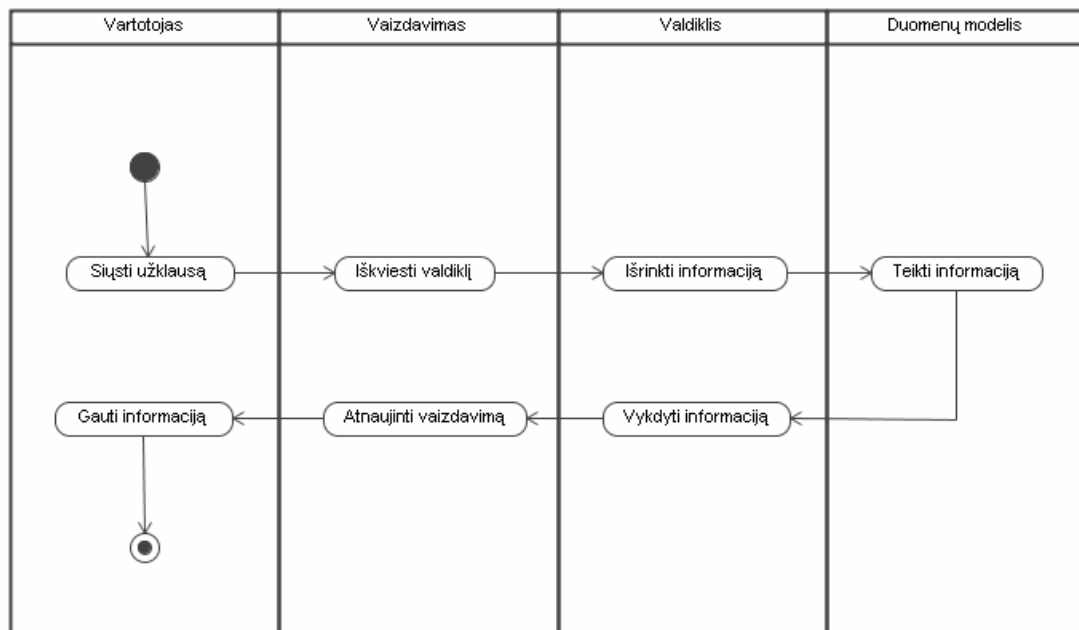 Vartotojas
Vaizdavimas
Valdiklis
Duomenų modelis
Siųsti užklausą
Iškviesti valdiklį
Išrinkti informaciją
Teikti informaciją
Gauti informaciją
Atnaujinti vaizdavimą
Vykdyti informaciją